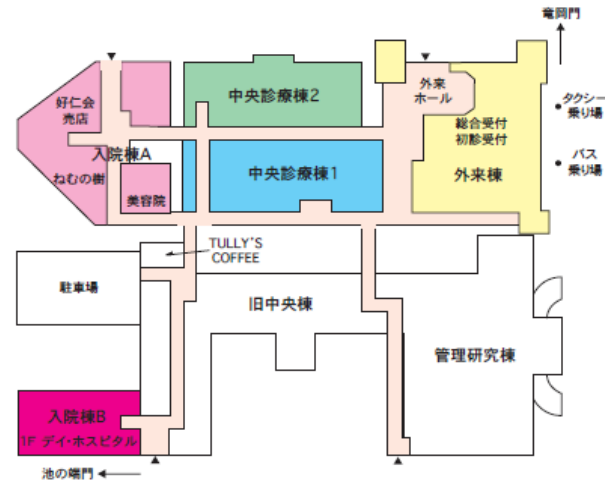 竜岡門
好仁会
売店
入院棟A
ねむの樹
美容院
中央診療棟2
中央診療棟1
外来
ホール
総合受付
初診受付
外来棟
タクシー
乗り場
バス
乗り場
TULLY'S
COFFEE
駐車場
旧中央棟
管理研究棟
入院棟B
1F デイ・ホスピタル
池の端門